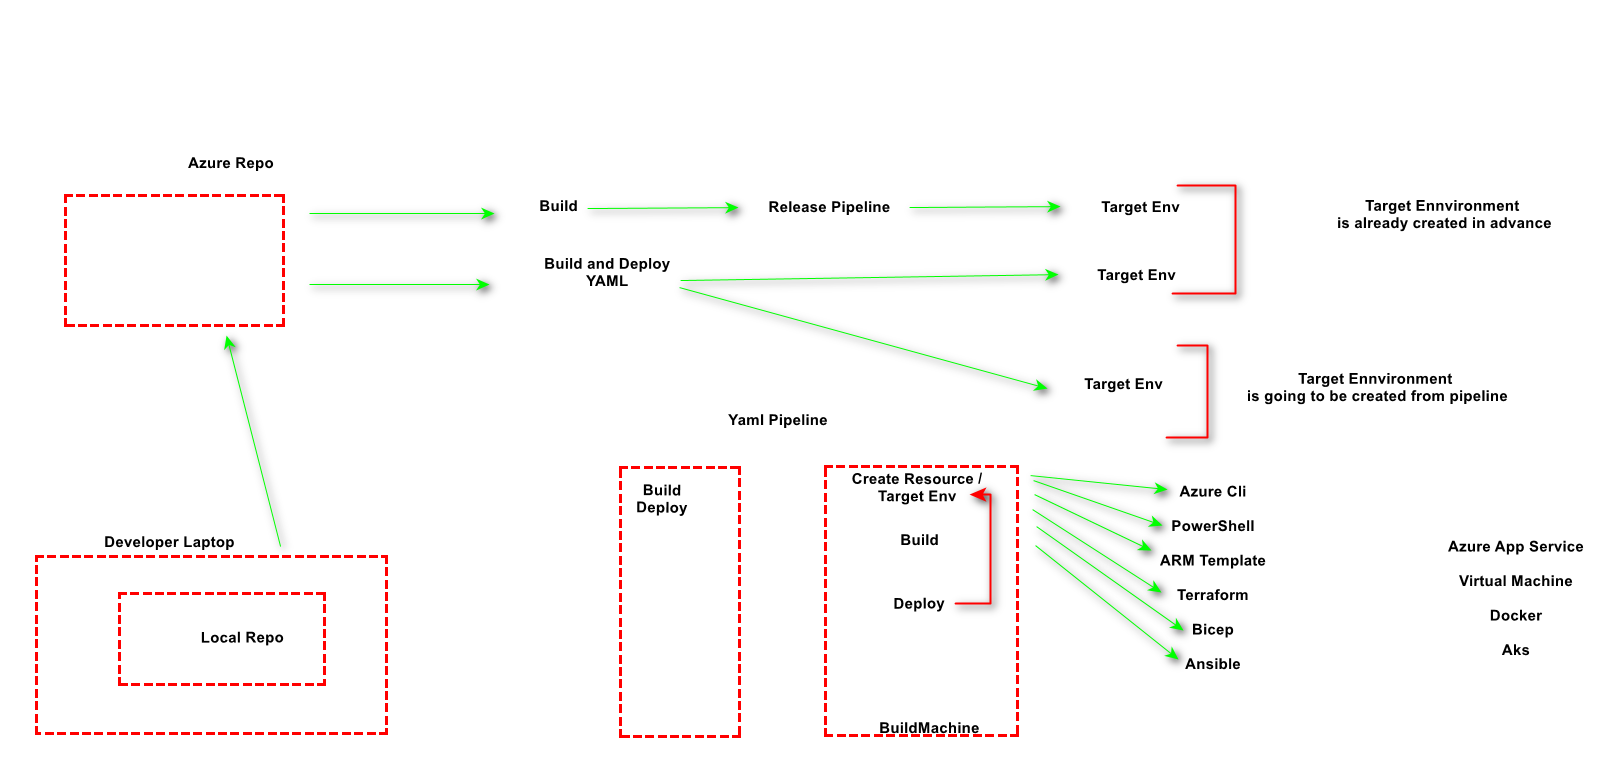 Azure Repo
Build
Release Pipeline
Target Env
Target Ennvironment
is already created in advance
Build and Deploy
YAML
Target Env
Target Env
Target Ennvironment
is going to be created from pipeline
Yaml Pipeline
Developer Laptop
Local Repo
Build
Deploy
Create Resource /
Target Env
Build
Deploy
BuildMachine
Azure Cli
PowerShell
ARM Template
Terraform
Bicep
Ansible
Azure App Service
Virtual Machine
Docker
Aks